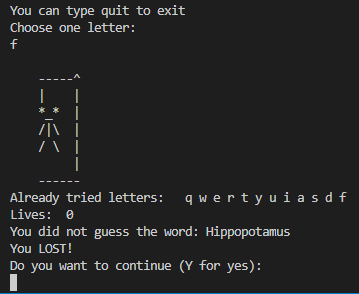 You can type quit to exit
Choose one letter:
f
-----^
|    |
*_*  |
/|\  |
/ \  |
|
------
Already tried letters:   q w e r t y u i a s d f
Lives:  0
You did not guess the word: Hippopotamus
You LOST!
Do you want to continue (Y for yes):